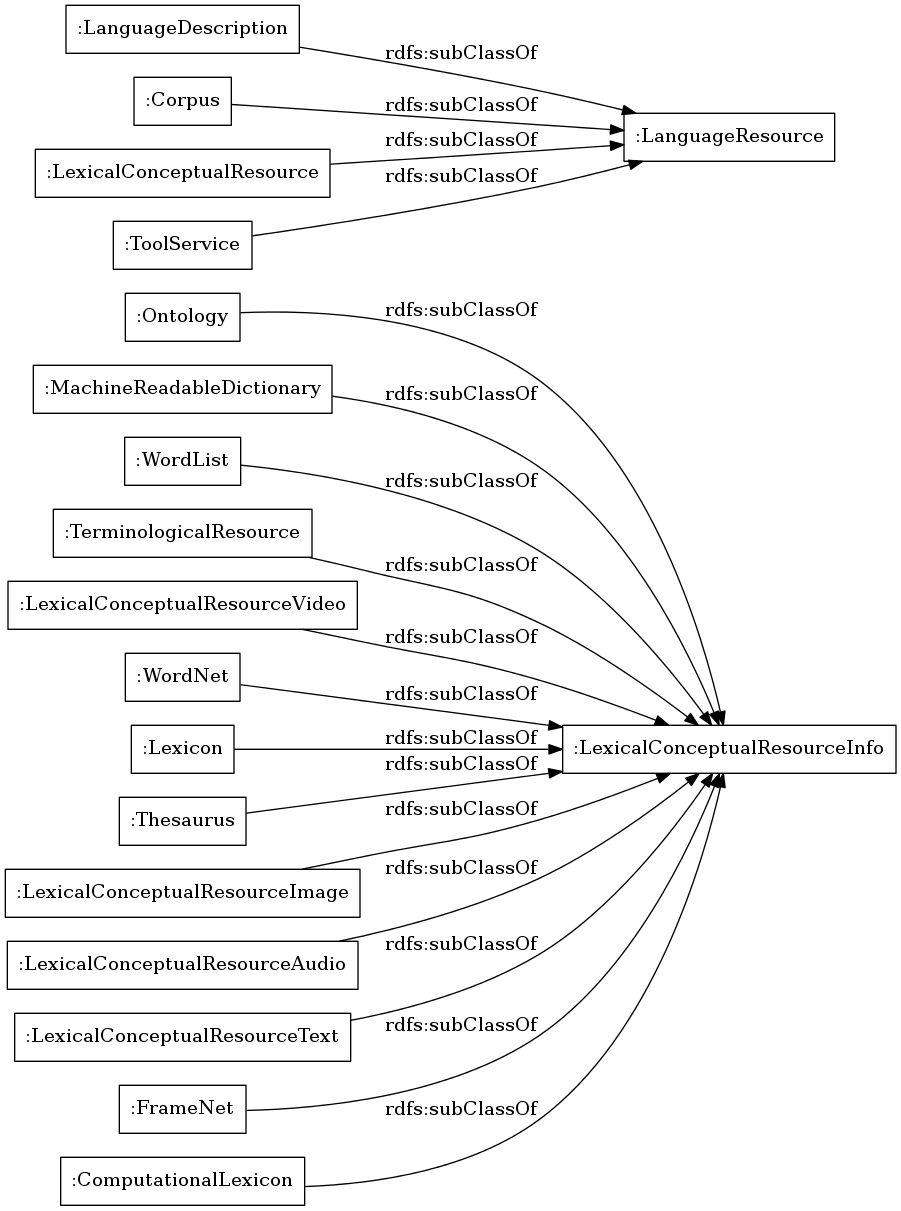 :LanguageDescription
rdfs:subClassOf
:Corpus
rdfs:subClassOf
:LanguageResource
rdfs:subClassOf
:LexicalConceptualResource
rdfs:subClassOf
:ToolService
:Ontology
rdfs:subClassOf
:MachineReadableDictionary
rdfs:subClassOf
:WordList
rdfs:subClassOf
:TerminologicalResource
rdfs:subClassOf
:LexicalConceptualResourceVideo
rdfs:subClassOf
:WordNet
rdfs:subClassOf
:Lexicon
rdfs:subClassOf
:LexicalConceptualResourceInfo
rdfs:subClassOf
:Thesaurus
rdfs:subClassOf
:LexicalConceptualResourceImage
rdfs:subClassOf
:LexicalConceptualResourceAudio
rdfs:subClassOf
:LexicalConceptualResourceText
rdfs:subClassOf
:FrameNet
rdfs:subClassOf
:ComputationalLexicon